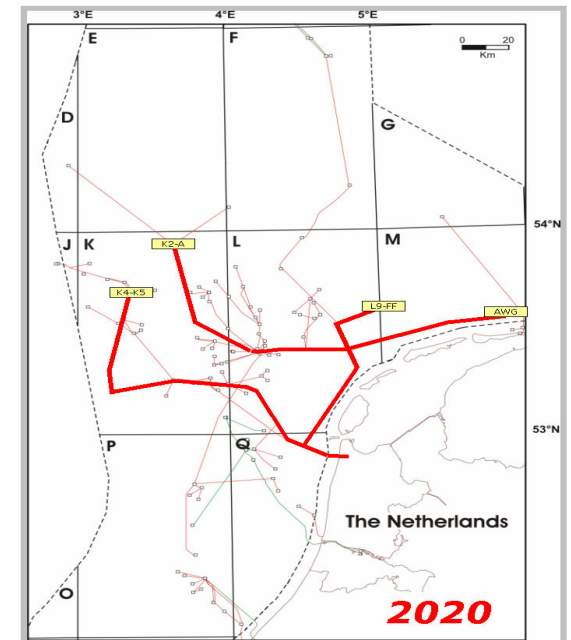 3°E 4°E 5°E
E F
0 20
Km
D
G
54°N
J K L M
K2-A
K4-K5
L9-FF
AWG
53°N
P Q
The Netherlands
O
2020